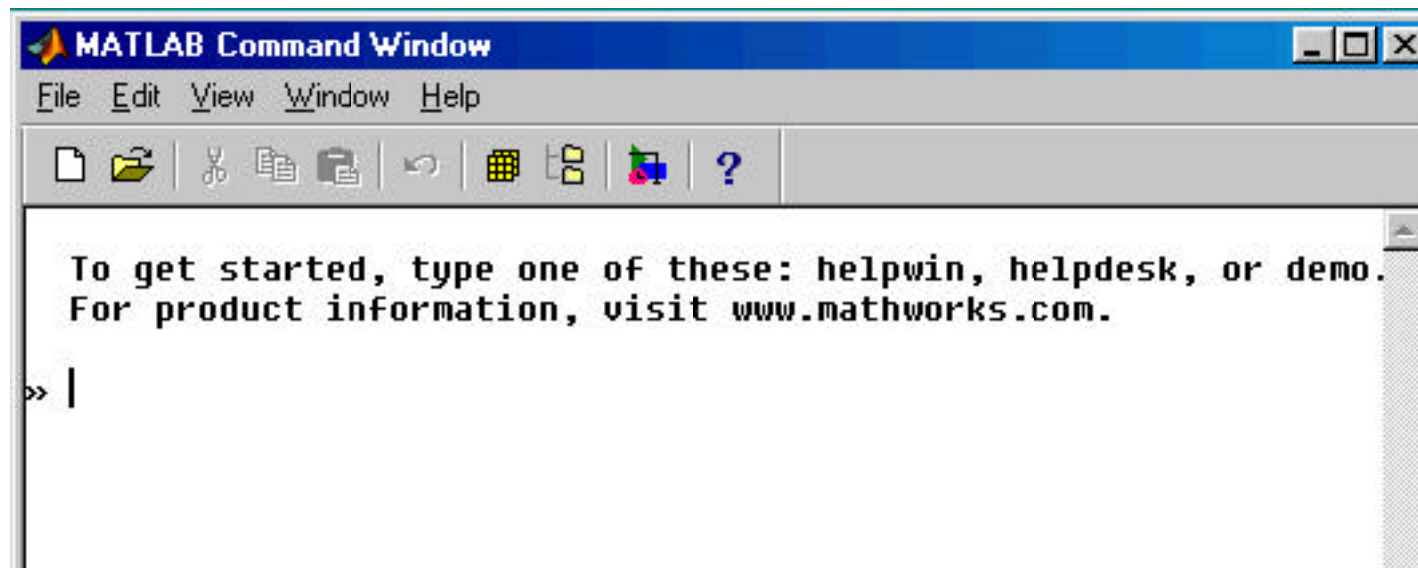 MATLAB Command Window
File Edit View Window Help
?
To get started, type one of these: helpwin, helpdesk, or demo.
For product information, visit www.mathworks.com.
»